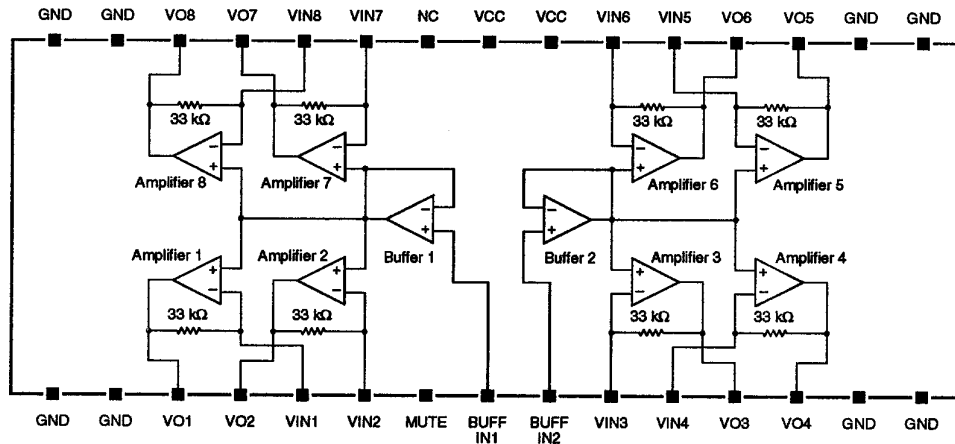 GND GND VO8 VO7 VIN8 VIN7 NC VCC VCC VIN6 VIN5 VO6 VO5 GND GND
33 kΩ 33 kΩ 33 kΩ 33 kΩ
− + − + − + − +
Amplifier 8 Amplifier 7 Amplifier 6 Amplifier 5
− + − +
Amplifier 1 Amplifier 2 Buffer 1 Buffer 2 Amplifier 3 Amplifier 4
+ − + − + − + −
33 kΩ 33 kΩ 33 kΩ 33 kΩ
GND GND VO1 VO2 VIN1 VIN2 MUTE BUFF BUFF VIN3 VIN4 VO3 VO4 GND GND
IN1 IN2